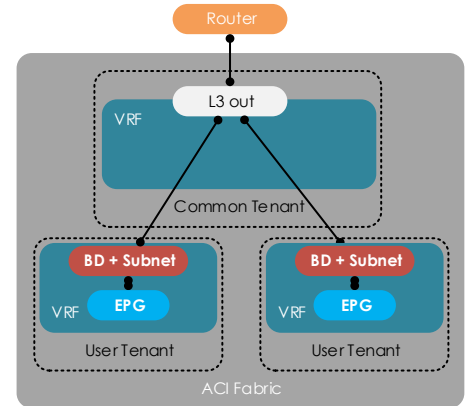 Router
L3 out
VRF
Common Tenant
BD + Subnet
EPG
VRF
User Tenant
BD + Subnet
EPG
VRF
User Tenant
ACI Fabric